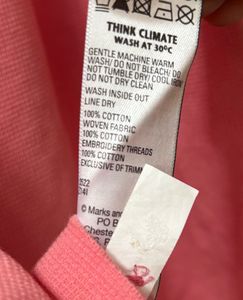 THINK CLIMATE
WASH AT 30°C
GENTLE MACHINE WARM
WASH/ DO NOT BLEACH/ DO
NOT TUMBLE DRY/ COOL IRON
DO NOT DRY CLEAN
WASH INSIDE OUT
LINE DRY
100% COTTON
WOVEN FABRIC
100% COTTON
EMBROIDERY THREADS
100% COTTON
EXCLUSIVE OF TRIMM
© Marks and
PO B
Cheste